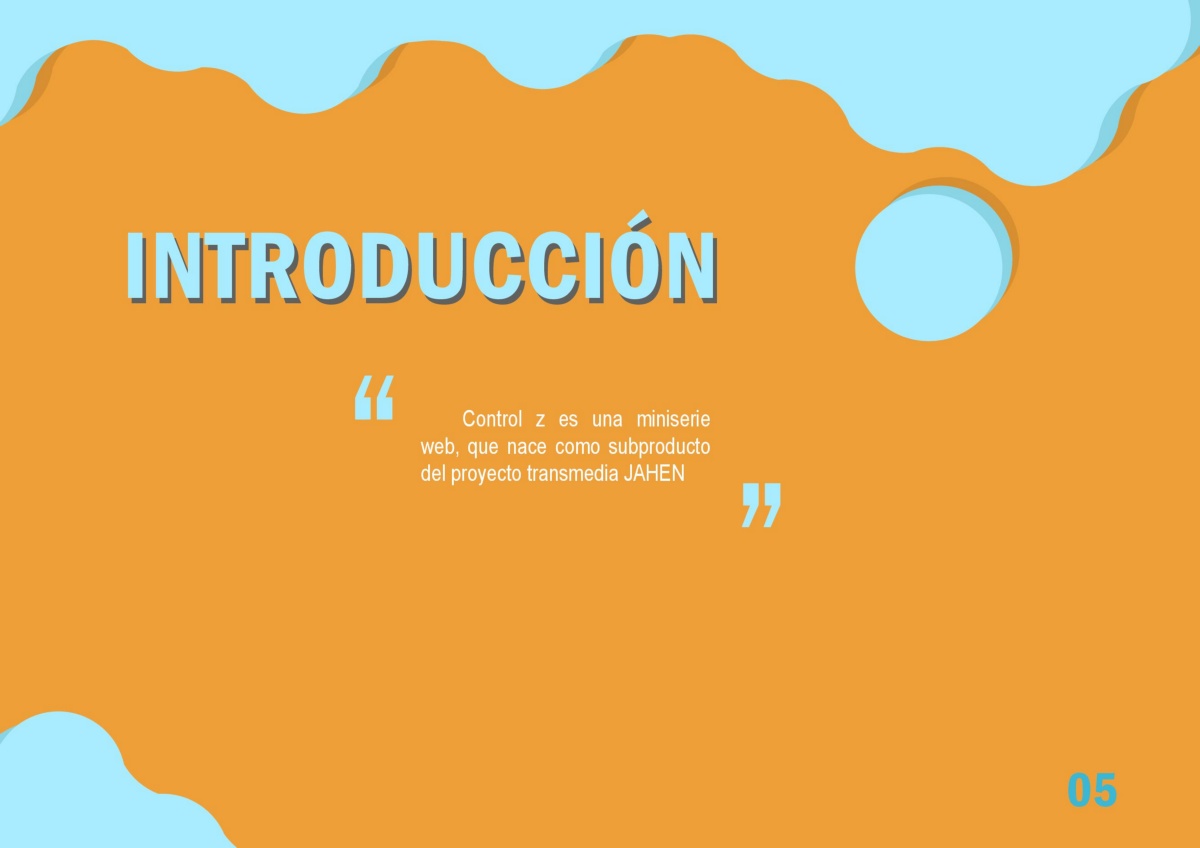 INTRODUCCIÓN
“
Control z es una miniserie
web, que nace como subproducto
del proyecto transmedia JAHEN
”
05